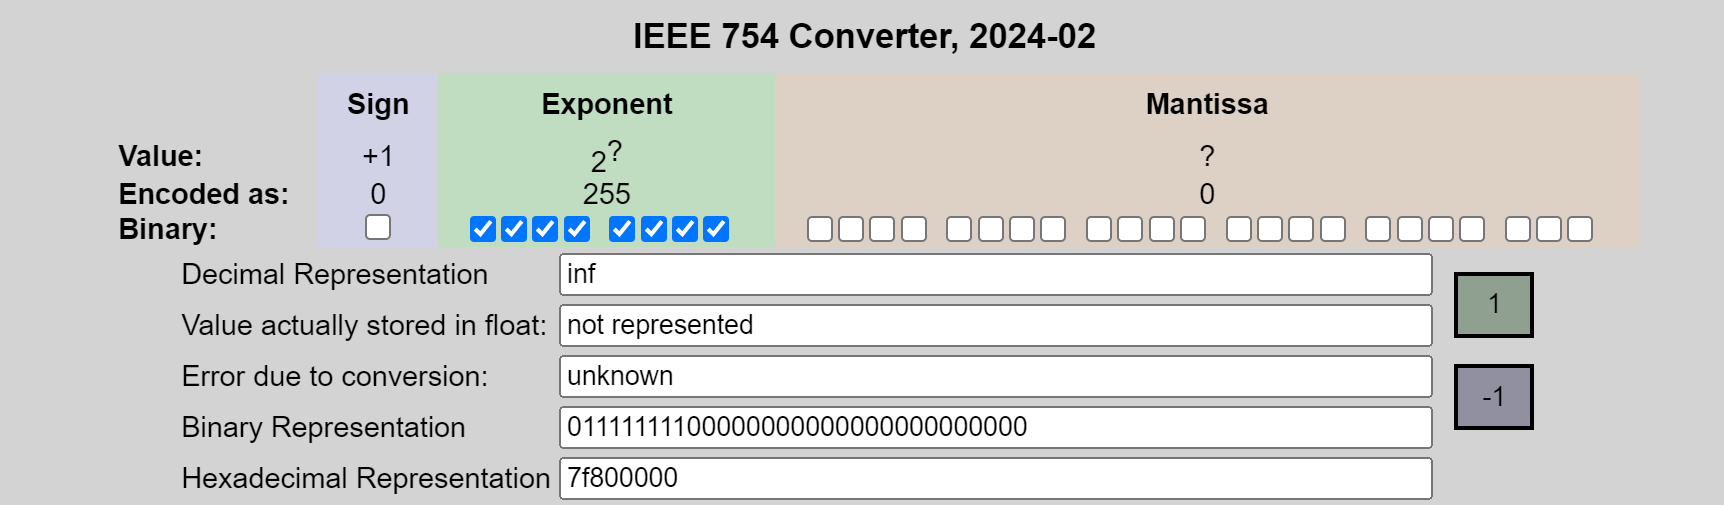 IEEE 754 Converter, 2024-02
Sign Exponent Mantissa
Value: +1 2? ?
Encoded as: 0 255 0
Binary:
Decimal Representation inf
Value actually stored in float: not represented
1
Error due to conversion: unknown
-1
Binary Representation 01111111100000000000000000000000
Hexadecimal Representation 7f800000